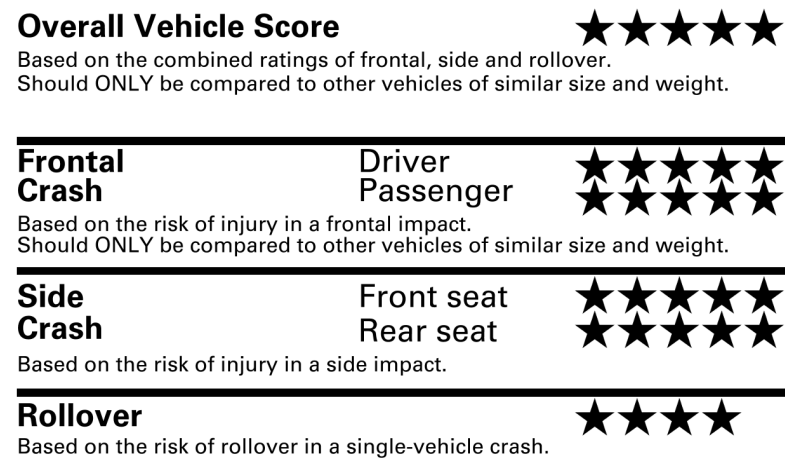 Overall Vehicle Score ★★★★★
Based on the combined ratings of frontal, side and rollover.
Should ONLY be compared to other vehicles of similar size and weight.
Frontal Driver ★★★★★
Crash Passenger ★★★★★
Based on the risk of injury in a frontal impact.
Should ONLY be compared to other vehicles of similar size and weight.
Side Front seat ★★★★★
Crash Rear seat ★★★★★
Based on the risk of injury in a side impact.
Rollover ★★★★
Based on the risk of rollover in a single-vehicle crash.